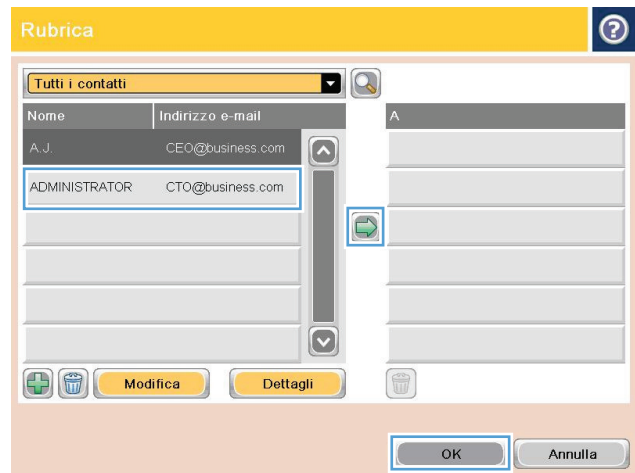 Rubrica
?
Tutti i contatti
Nome Indirizzo e-mail A
A.J. CEO@business.com
ADMINISTRATOR CTO@business.com
Modifica Dettagli
OK Annulla